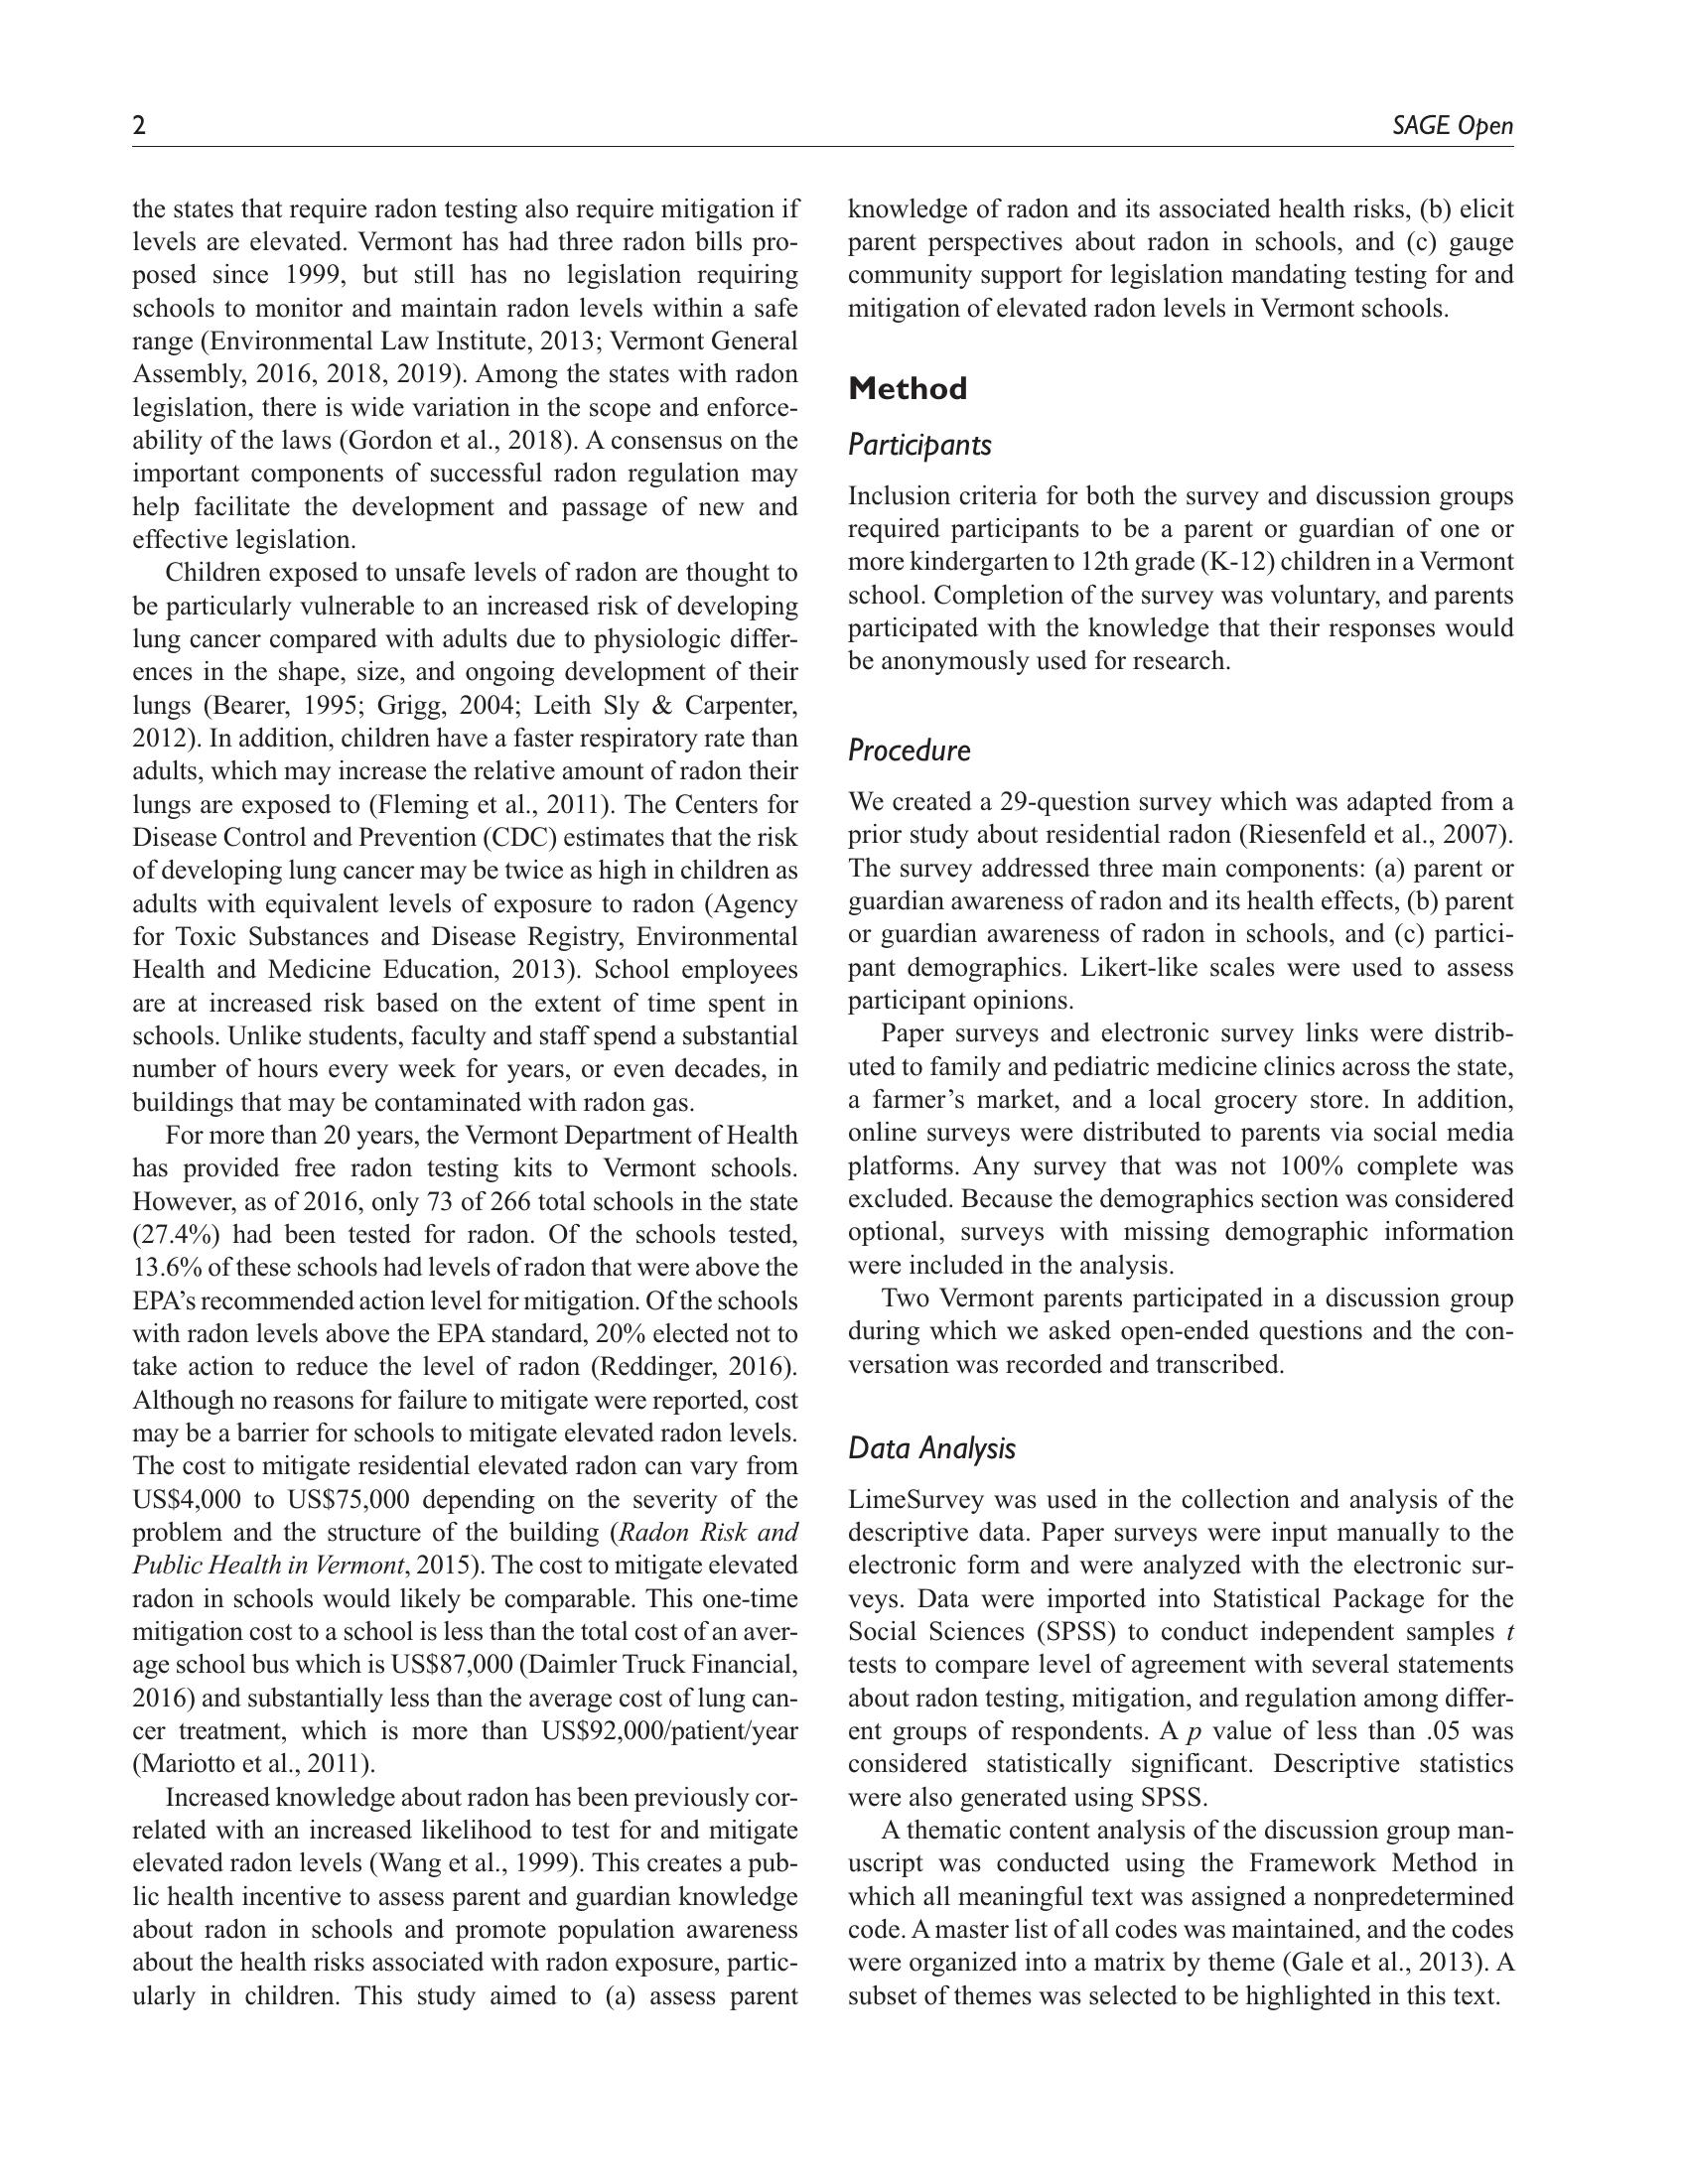 2
SAGE Open
the states that require radon testing also require mitigation if
levels are elevated. Vermont has had three radon bills pro-
posed since 1999, but still has no legislation requiring
schools to monitor and maintain radon levels within a safe
range (Environmental Law Institute, 2013; Vermont General
Assembly, 2016, 2018, 2019). Among the states with radon
legislation, there is wide variation in the scope and enforce-
ability of the laws (Gordon et al., 2018). A consensus on the
important components of successful radon regulation may
help facilitate the development and passage of new and
effective legislation.
Children exposed to unsafe levels of radon are thought to
be particularly vulnerable to an increased risk of developing
lung cancer compared with adults due to physiologic differ-
ences in the shape, size, and ongoing development of their
lungs (Bearer, 1995; Grigg, 2004; Leith Sly & Carpenter,
2012). In addition, children have a faster respiratory rate than
adults, which may increase the relative amount of radon their
lungs are exposed to (Fleming et al., 2011). The Centers for
Disease Control and Prevention (CDC) estimates that the risk
of developing lung cancer may be twice as high in children as
adults with equivalent levels of exposure to radon (Agency
for Toxic Substances and Disease Registry, Environmental
Health and Medicine Education, 2013). School employees
are at increased risk based on the extent of time spent in
schools. Unlike students, faculty and staff spend a substantial
number of hours every week for years, or even decades, in
buildings that may be contaminated with radon gas.
For more than 20 years, the Vermont Department of Health
has provided free radon testing kits to Vermont schools.
However, as of 2016, only 73 of 266 total schools in the state
(27.4%) had been tested for radon. Of the schools tested,
13.6% of these schools had levels of radon that were above the
EPA's recommended action level for mitigation. Of the schools
with radon levels above the EPA standard, 20% elected not to
take action to reduce the level of radon (Reddinger, 2016).
Although no reasons for failure to mitigate were reported, cost
may be a barrier for schools to mitigate elevated radon levels.
The cost to mitigate residential elevated radon can vary from
US$4,000 to US$75,000 depending on the severity of the
problem and the structure of the building (Radon Risk and
Public Health in Vermont, 2015). The cost to mitigate elevated
radon in schools would likely be comparable. This one-time
mitigation cost to a school is less than the total cost of an aver-
age school bus which is US$87,000 (Daimler Truck Financial,
2016) and substantially less than the average cost of lung can-
cer treatment, which is more than US$92,000/patient/year
(Mariotto et al., 2011).
Increased knowledge about radon has been previously cor-
related with an increased likelihood to test for and mitigate
elevated radon levels (Wang et al., 1999). This creates a pub-
lic health incentive to assess parent and guardian knowledge
about radon in schools and promote population awareness
about the health risks associated with radon exposure, partic-
ularly in children. This study aimed to (a) assess parent
knowledge of radon and its associated health risks, (b) elicit
parent perspectives about radon in schools, and (c) gauge
community support for legislation mandating testing for and
mitigation of elevated radon levels in Vermont schools.
Method
Participants
Inclusion criteria for both the survey and discussion groups
required participants to be a parent or guardian of one or
more kindergarten to 12th grade (K-12) children in a Vermont
school. Completion of the survey was voluntary, and parents
participated with the knowledge that their responses would
be anonymously used for research.
Procedure
We created a 29-question survey which was adapted from a
prior study about residential radon (Riesenfeld et al., 2007).
The survey addressed three main components: (a) parent or
guardian awareness of radon and its health effects, (b) parent
or guardian awareness of radon in schools, and (c) partici-
pant demographics. Likert-like scales were used to assess
participant opinions.
Paper surveys and electronic survey links were distrib-
uted to family and pediatric medicine clinics across the state,
a farmer's market, and a local grocery store. In addition,
online surveys were distributed to parents via social media
platforms. Any survey that was not 100% complete was
excluded. Because the demographics section was considered
optional, surveys with missing demographic information
were included in the analysis.
Two Vermont parents participated in a discussion group
during which we asked open-ended questions and the con-
versation was recorded and transcribed.
Data Analysis
LimeSurvey was used in the collection and analysis of the
descriptive data. Paper surveys were input manually to the
electronic form and were analyzed with the electronic sur-
veys. Data were imported into Statistical Package for the
Social Sciences (SPSS) to conduct independent samples t
tests to compare level of agreement with several statements
about radon testing, mitigation, and regulation among differ-
ent groups of respondents. A p value of less than .05 was
considered statistically significant. Descriptive statistics
were also generated using SPSS.
A thematic content analysis of the discussion group man-
uscript was conducted using the Framework Method in
which all meaningful text was assigned a nonpredetermined
code. A master list of all codes was maintained, and the codes
were organized into a matrix by theme (Gale et al., 2013). A
subset of themes was selected to be highlighted in this text.